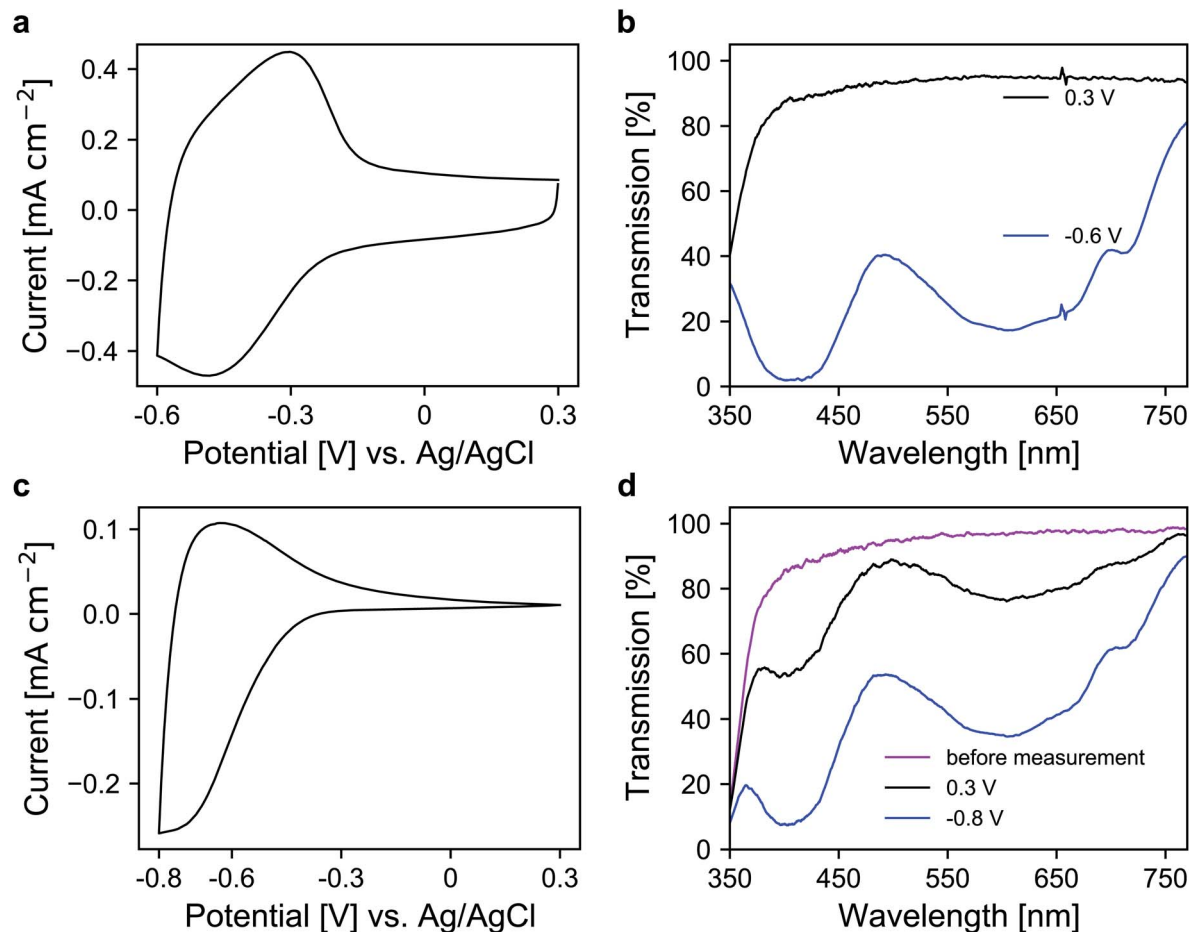 a
0.4
0.2
0.0
−0.2
−0.4
Current [mA cm⁻²]
-0.6 -0.3 0 0.3
Potential [V] vs. Ag/AgCl
b
100
80
60
40
20
0
Transmission [%]
0.3 V
-0.6 V
350 450 550 650 750
Wavelength [nm]
c
0.1
0.0
−0.1
−0.2
Current [mA cm⁻²]
-0.8 -0.6 -0.3 0 0.3
Potential [V] vs. Ag/AgCl
d
100
80
60
40
20
0
Transmission [%]
before measurement
0.3 V
-0.8 V
350 450 550 650 750
Wavelength [nm]